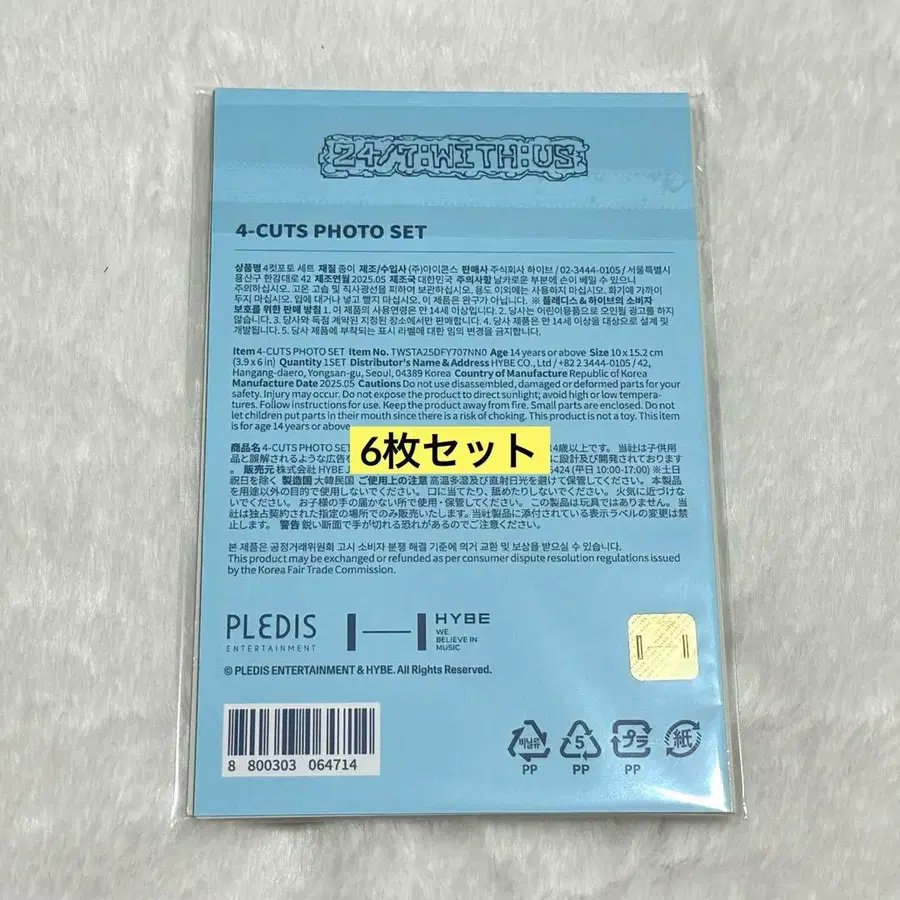 24/7:WITH:US
4-CUTS PHOTO SET
상품명 4컷포토 세트 재질 종이 제조/수입사 (주)아이콘스 판매사 주식회사 하이브 / 02-3444-0105 / 서울특별시
용산구 한강대로 42 제조연월 2025.05 제조국 대한민국 주의사항 날카로운 부분에 손이 베일 수 있으니
주의하십시오. 고온 고습 및 직사광선을 피하여 보관하십시오. 용도 이외에는 사용하지 마십시오. 화기에 가까이
두지 마십시오. 입에 대거나 넣고 빨지 마십시오. 이 제품은 완구가 아닙니다. ※ 플레디스 & 하이브의 소비자
보호를 위한 판매 방침 1. 이 제품의 사용연령은 만 14세 이상입니다. 2. 당사는 어린이용품으로 오인될 광고를 하지
않습니다. 3. 당사와 독점 계약된 지정된 장소에서만 판매합니다. 4. 당사 제품은 만 14세 이상을 대상으로 설계 및
개발되었습니다. 5. 당사 제품에 부착되는 표시 라벨에 대한 임의 변경을 금지합니다.
Item 4-CUTS PHOTO SET Item No. TWSTA25DFY707NN0 Age 14 years or above Size 10 x 15.2 cm
(3.9 x 6 in) Quantity 1SET Distributor's Name & Address HYBE CO., Ltd / +82 2 3444-0105 / 42,
Hangang-daero, Yongsan-gu, Seoul, 04389 Korea Country of Manufacture Republic of Korea
Manufacture Date 2025.05 Cautions Do not use disassembled, damaged or deformed parts for your
safety. Injury may occur. Do not expose the product to direct sunlight; avoid high or low tempera-
tures. Follow instructions for use. Keep the product away from fire. Small parts are enclosed. Do not
let children put parts in their mouth since there is a risk of choking. This product is not a toy. This item
is for age 14 years or above
6枚セット
商品名 4-CUTS PHOTO SET 14歳以上です。 当社は子供用
品と誤解されるような広告を に設計及び開発されております
。 販売元 株式会社 HYBE J 5424 (平日 10:00-17:00) ※土日
祝日を除く 製造国 大韓民国 ご使用上の注意 高温多湿及び直射日光を避けて保管してください。 本製品
を用途以外の目的で使用しないでください。 口に当てたり、舐めたりしないでください。 火気に近づけな
いでください。 お子様の手の届かない所で使用・保管してください。 この製品は玩具ではありません。 当
社は独占契約された指定の場所でのみ販売いたします。当社製品に添付されている表示ラベルの変更は禁
止します。 警告 鋭い断面で手が切れる恐れがあるのでご注意ください。
본 제품은 공정거래위원회 고시 소비자 분쟁 해결 기준에 의거 교환 및 보상을 받으실 수 있습니다.
This product may be exchanged or refunded as per consumer dispute resolution regulations issued
by the Korea Fair Trade Commission.
PLEDIS
ENTERTAINMENT
HYBE
WE
BELIEVE IN
MUSIC
© PLEDIS ENTERTAINMENT & HYBE. All Rights Reserved.
8 800303 064714
비닐류 5 プラ 紙
PP PP PP